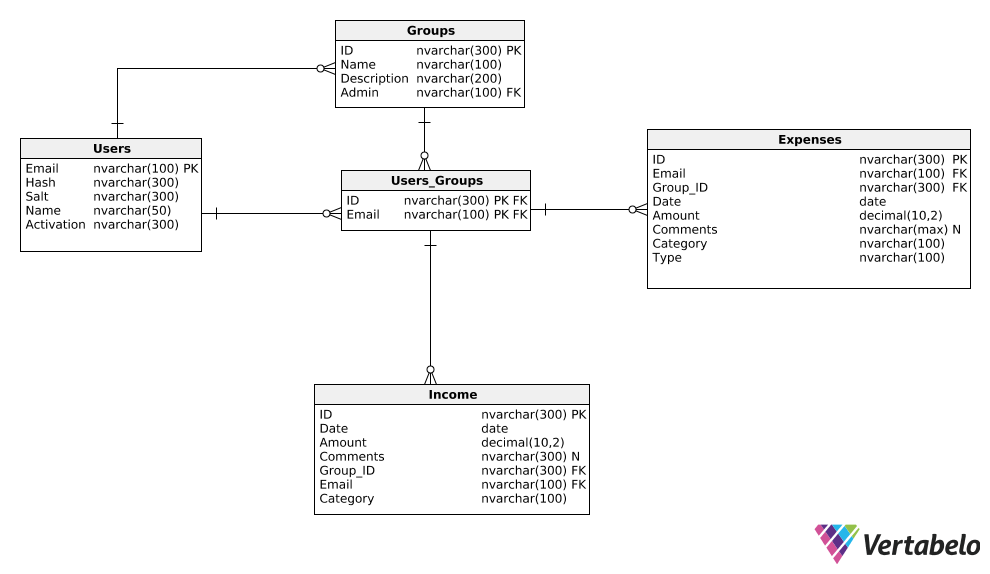 Groups
ID nvarchar(300) PK
Name nvarchar(100)
Description nvarchar(200)
Admin nvarchar(100) FK
Users
Email nvarchar(100) PK
Hash nvarchar(300)
Salt nvarchar(300)
Name nvarchar(50)
Activation nvarchar(300)
Users_Groups
ID nvarchar(300) PK FK
Email nvarchar(100) PK FK
Expenses
ID nvarchar(300) PK
Email nvarchar(100) FK
Group_ID nvarchar(300) FK
Date date
Amount decimal(10,2)
Comments nvarchar(max) N
Category nvarchar(100)
Type nvarchar(100)
Income
ID nvarchar(300) PK
Date date
Amount decimal(10,2)
Comments nvarchar(300) N
Group_ID nvarchar(300) FK
Email nvarchar(100) FK
Category nvarchar(100)
Vertabelo